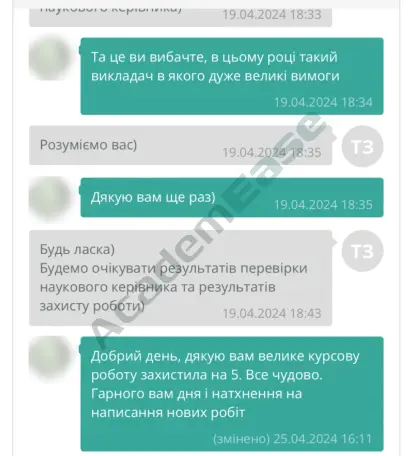 наукового керівника)
19.04.2024 18:33
Та це ви вибачте, в цьому році такий
викладач в якого дуже великі вимоги
19.04.2024 18:34
Розуміємо вас)
19.04.2024 18:35
ТЗ
Дякую вам ще раз)
19.04.2024 18:35
Будь ласка)
ТЗ
Будемо очікувати результатів перевірки
наукового керівника та результатів
захисту роботи)
19.04.2024 18:43
Добрий день, дякую вам велике курсову
роботу захистила на 5. Все чудово.
Гарного вам дня і натхнення на
написання нових робіт
(змінено) 25.04.2024 16:11
AcademEase